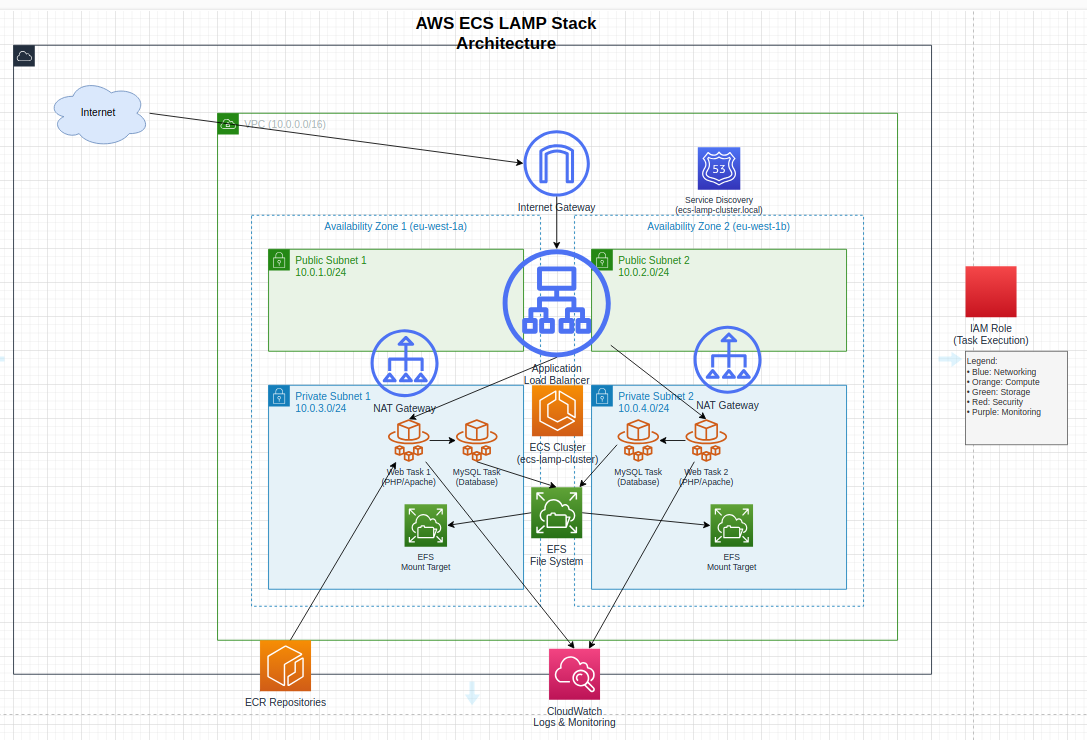 AWS ECS LAMP Stack
Architecture
Internet
VPC (10.0.0.0/16)
Internet Gateway
53
Service Discovery
(ecs-lamp-cluster.local)
Availability Zone 1 (eu-west-1a)
Availability Zone 2 (eu-west-1b)
Public Subnet 1
10.0.1.0/24
Public Subnet 2
10.0.2.0/24
IAM Role
(Task Execution)
Legend:
• Blue: Networking
• Orange: Compute
• Green: Storage
• Red: Security
• Purple: Monitoring
Application
Load Balancer
Private Subnet 1
10.0.3.0/24
NAT Gateway
Private Subnet 2
10.0.4.0/24
NAT Gateway
ECS Cluster
(ecs-lamp-cluster)
Web Task 1
(PHP/Apache)
MySQL Task
(Database)
MySQL Task
(Database)
Web Task 2
(PHP/Apache)
EFS
File System
EFS
Mount Target
EFS
Mount Target
ECR Repositories
CloudWatch
Logs & Monitoring